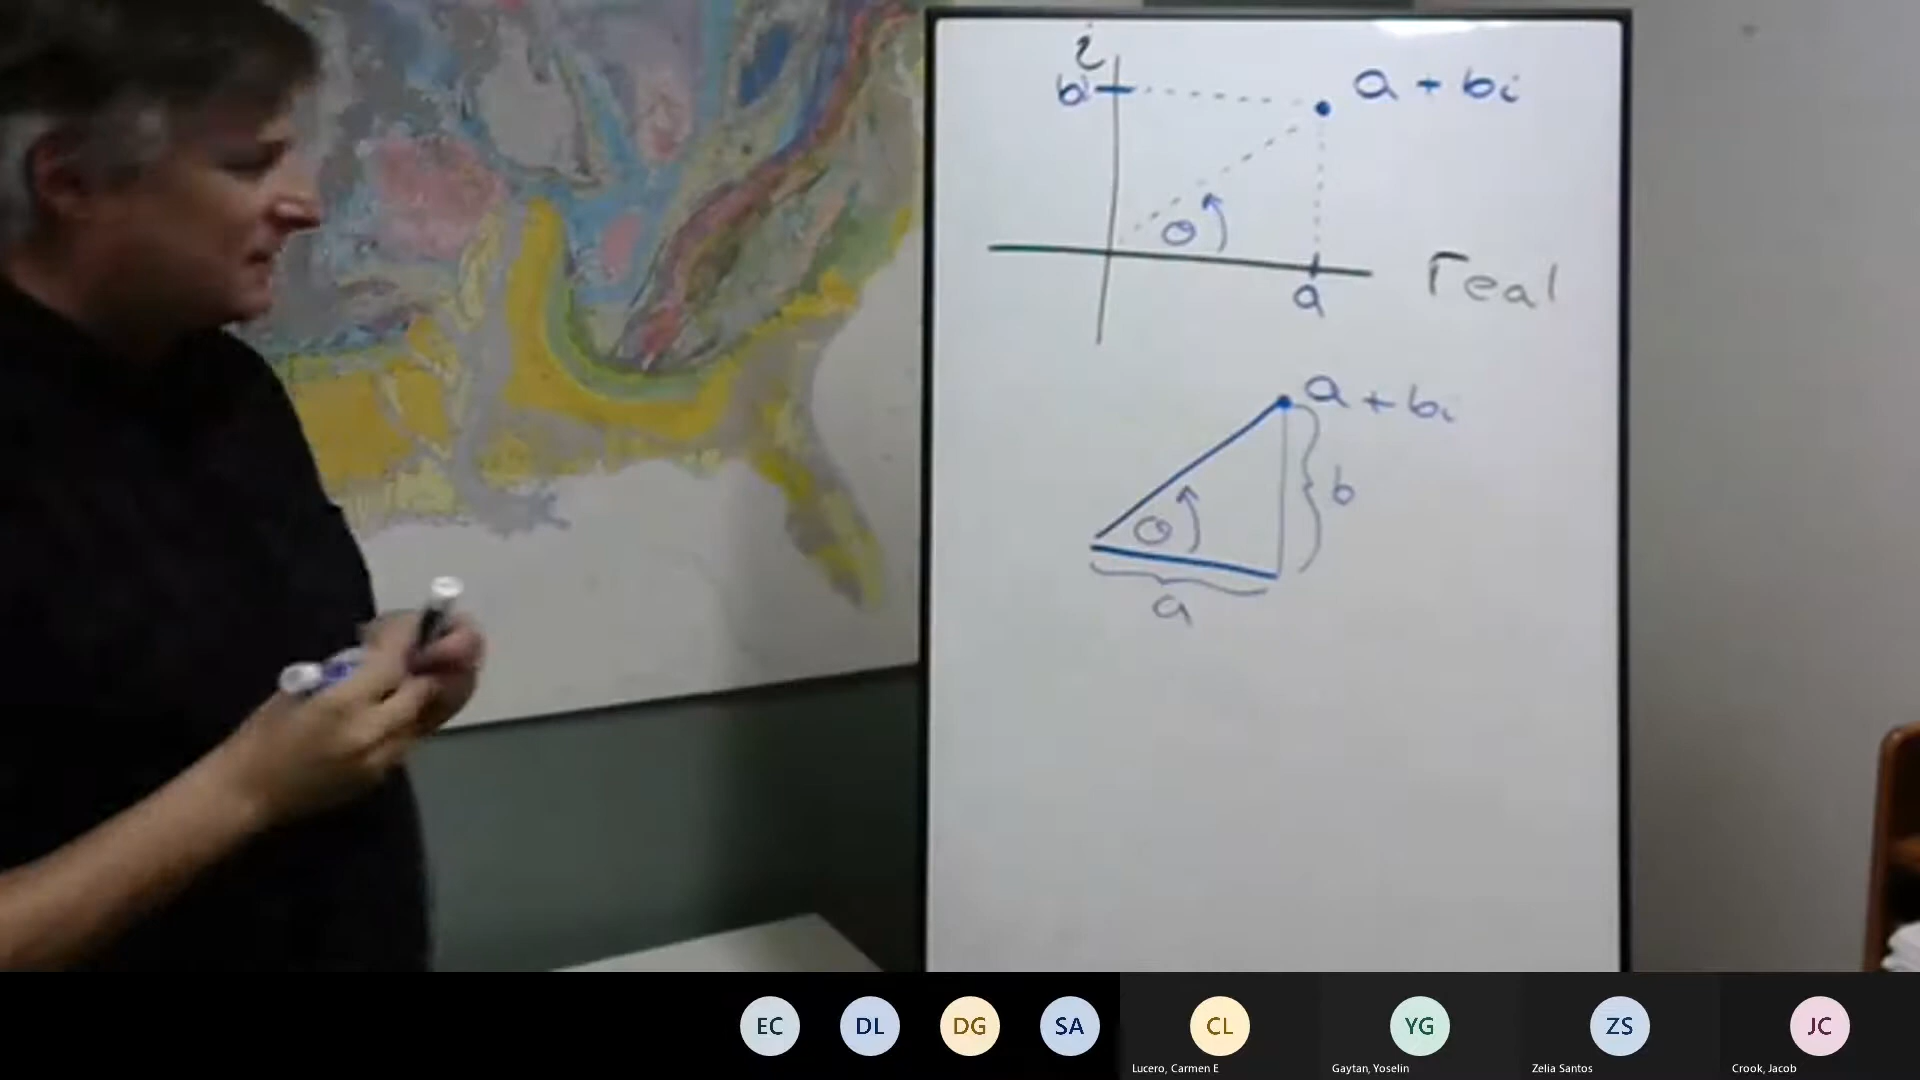 i
bi
a + bi
θ
a
real
a + bi
b
θ
a
EC
DL
DG
SA
CL
YG
ZS
JC
Lucero, Carmen E
Gaytan, Yoselin
Zelia Santos
Crook, Jacob